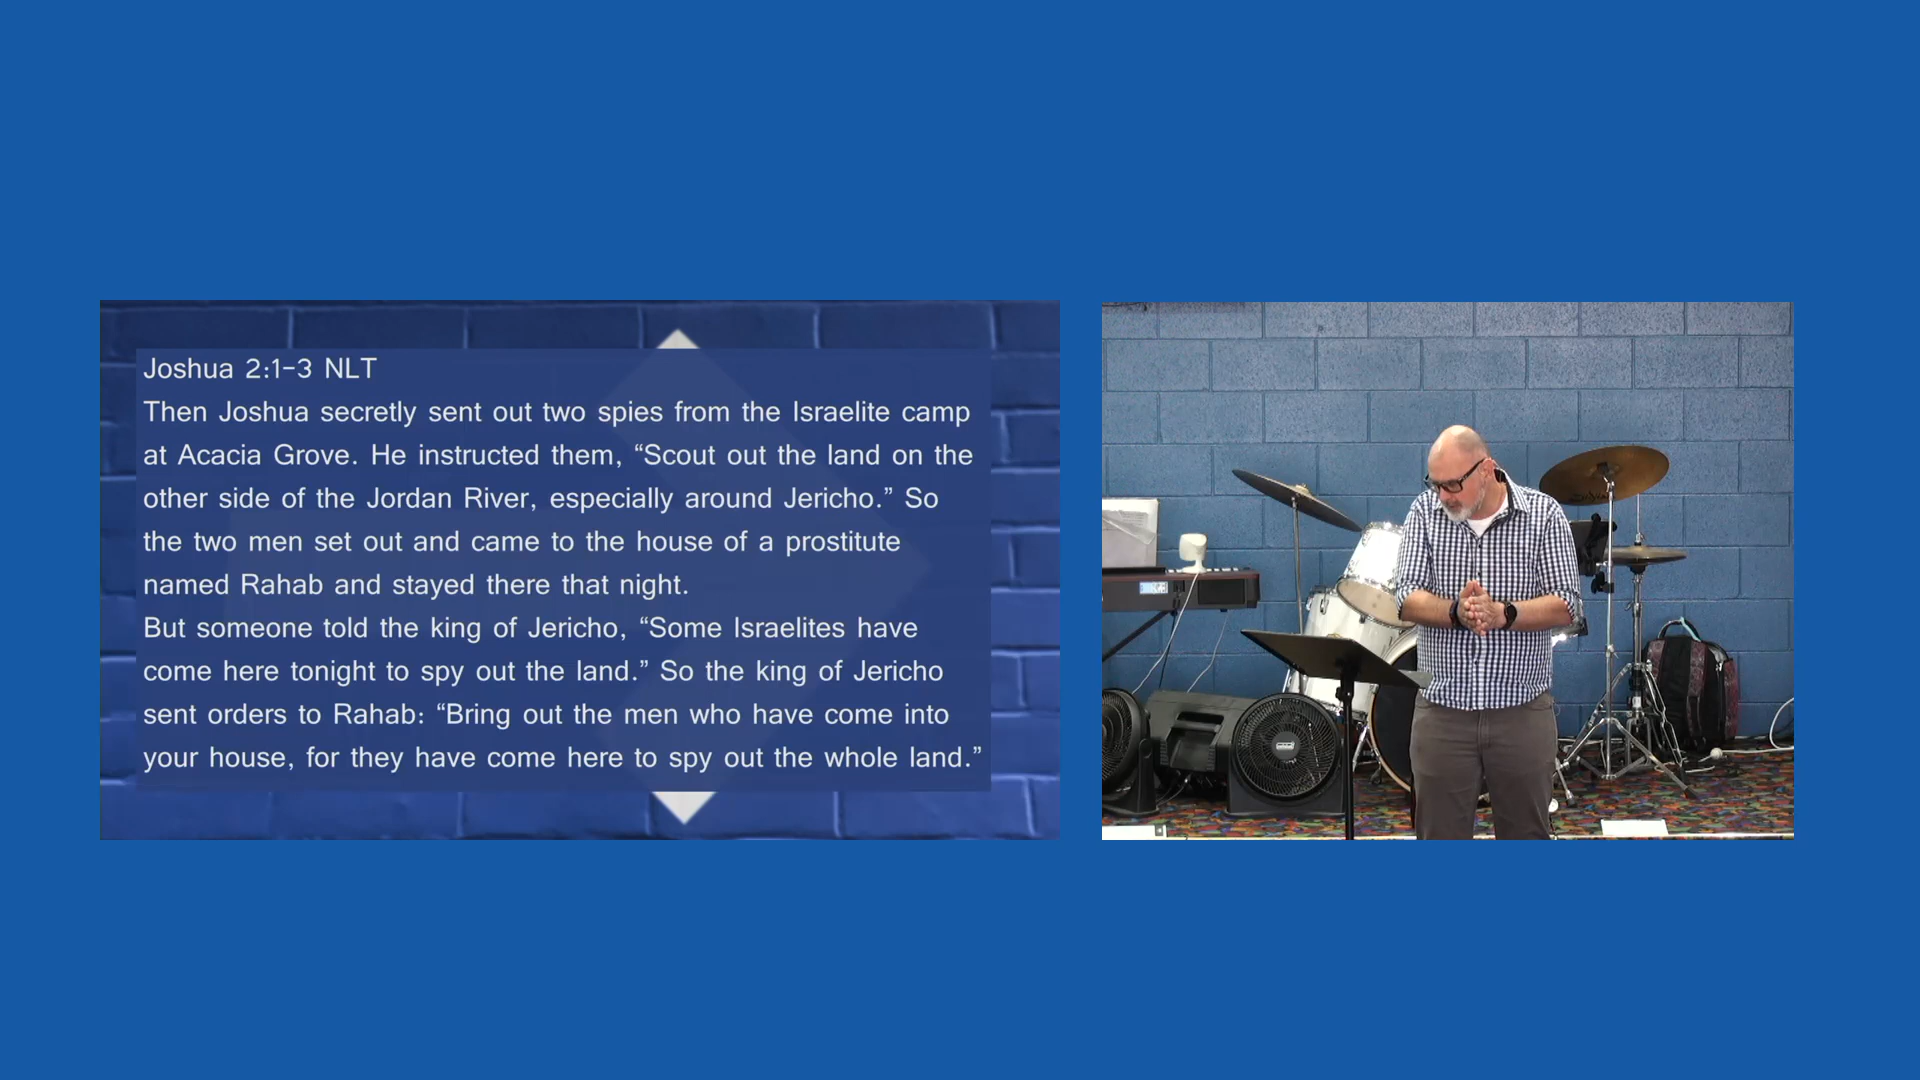 Joshua 2:1–3 NLT
Then Joshua secretly sent out two spies from the Israelite camp
at Acacia Grove. He instructed them, “Scout out the land on the
other side of the Jordan River, especially around Jericho.” So
the two men set out and came to the house of a prostitute
named Rahab and stayed there that night.
But someone told the king of Jericho, “Some Israelites have
come here tonight to spy out the land.” So the king of Jericho
sent orders to Rahab: “Bring out the men who have come into
your house, for they have come here to spy out the whole land.”